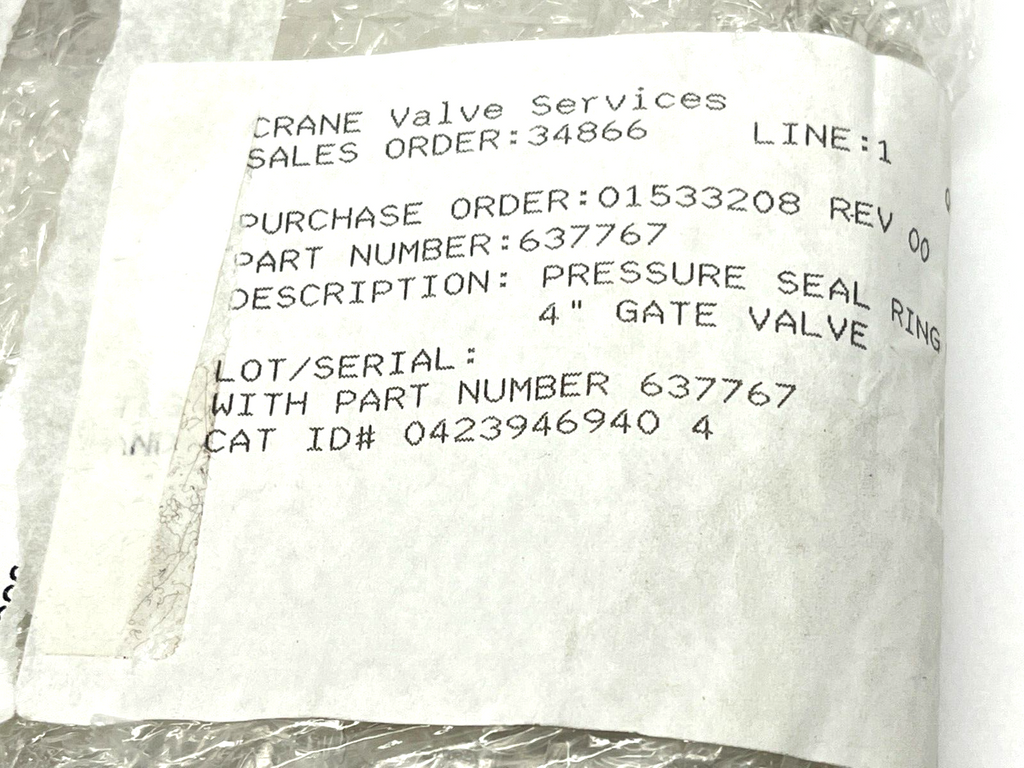 CRANE Valve Services
SALES ORDER:34866 LINE:1
PURCHASE ORDER:01533208 REV 00
PART NUMBER:637767
DESCRIPTION: PRESSURE SEAL RING
4" GATE VALVE
LOT/SERIAL:
WITH PART NUMBER 637767
CAT ID# 0423946940 4